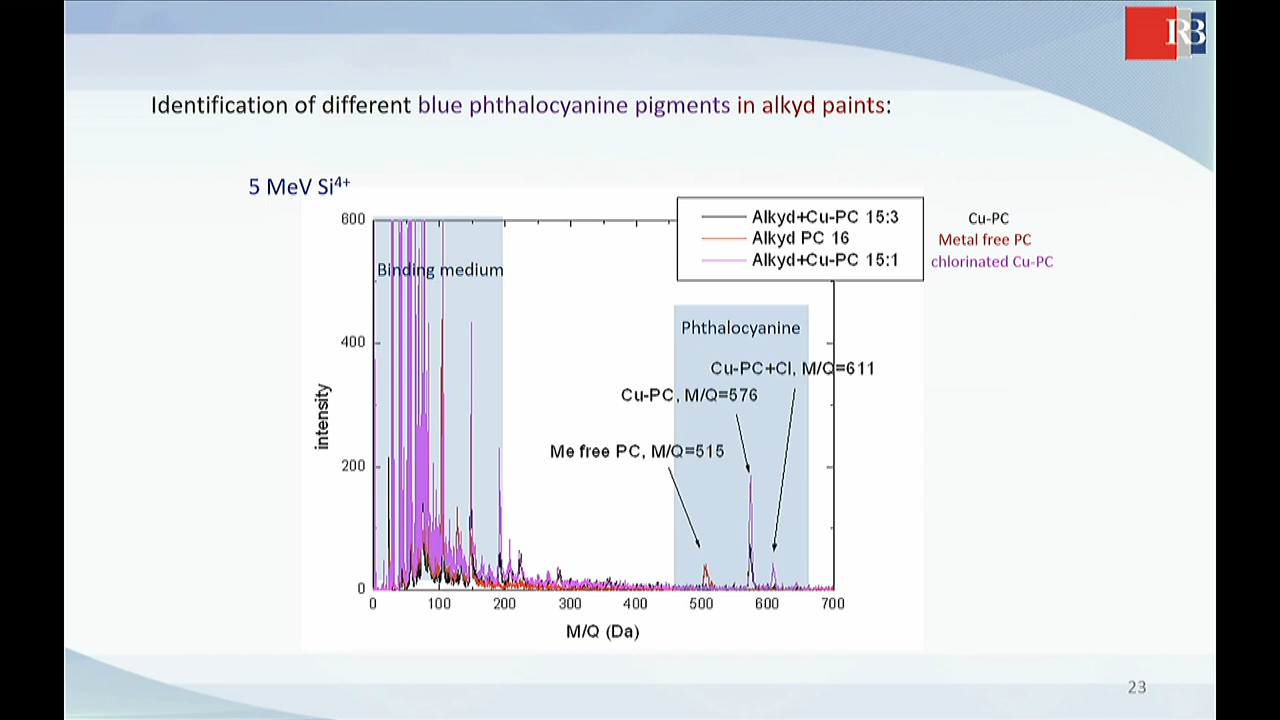 RB
Identification of different blue phthalocyanine pigments in alkyd paints:
5 MeV Si⁴⁺
Alkyd+Cu-PC 15:3
Alkyd PC 16
Alkyd+Cu-PC 15:1
Cu-PC
Metal free PC
chlorinated Cu-PC
Binding medium
Phthalocyanine
Cu-PC+Cl, M/Q=611
Cu-PC, M/Q=576
Me free PC, M/Q=515
intensity
600
400
200
0
0 100 200 300 400 500 600 700
M/Q (Da)
23